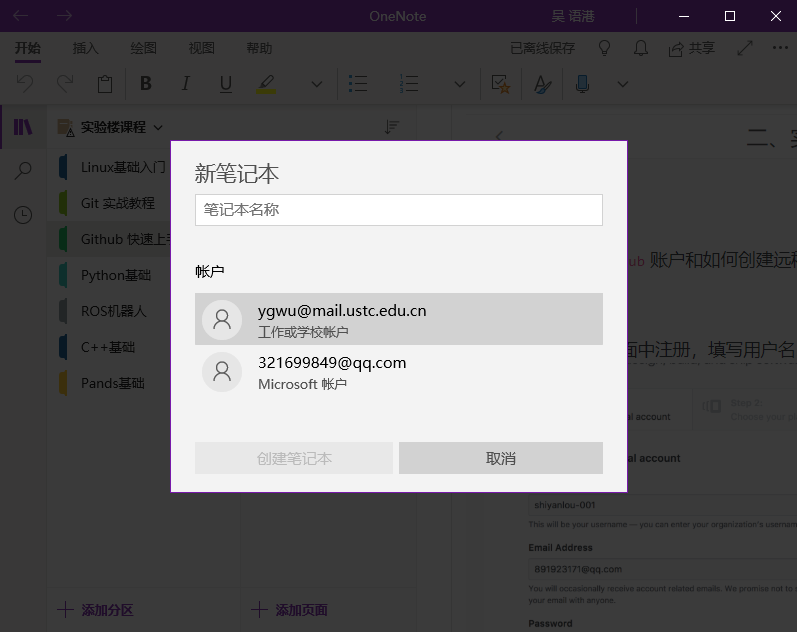 OneNote
吴 语港
开始 插入 绘图 视图 帮助
已离线保存
共享
B I U
实验楼课程
Linux基础入门
Git 实战教程
Github 快速上
Python基础
ROS机器人
C++基础
Pands基础
添加分区
添加页面
新笔记本
笔记本名称
帐户
ygwu@mail.ustc.edu.cn
工作或学校帐户
321699849@qq.com
Microsoft 帐户
创建笔记本
取消
二、
ub 账户和如何创建远
面中注册，填写用户名
Step 2:
Choose your
al account
al account
shiyanlou-001
This will be your username — you can enter your organization's usernam
Email Address
891923171@qq.com
You will occasionally receive account related emails. We promise not to s
your email with anyone.
Password